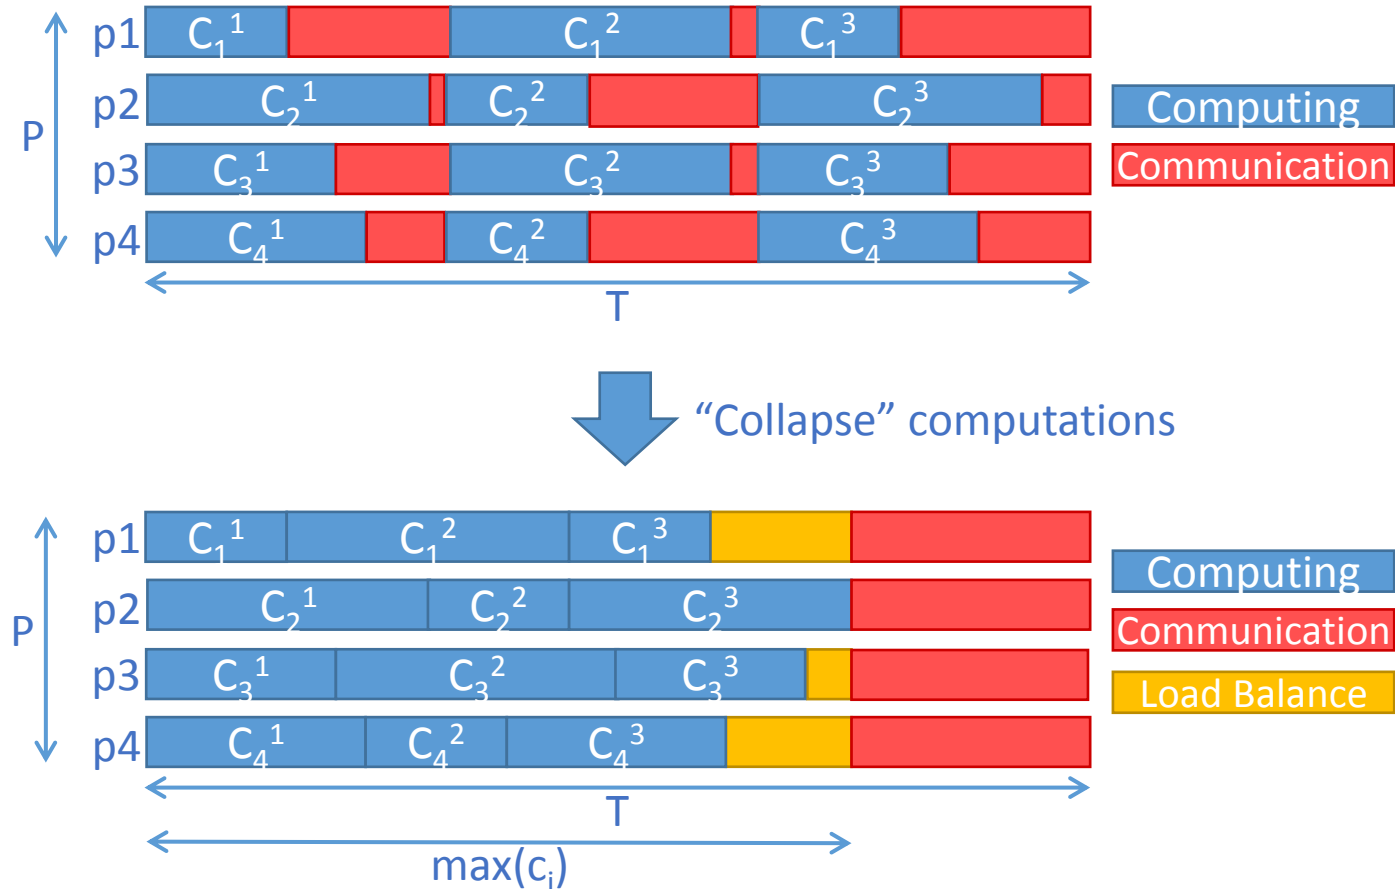 p1 C₁¹ C₁² C₁³
p2 C₂¹ C₂² C₂³
P
p3 C₃¹ C₃² C₃³
p4 C₄¹ C₄² C₄³
T
Computing
Communication
“Collapse” computations
p1 C₁¹ C₁² C₁³
p2 C₂¹ C₂² C₂³
P
p3 C₃¹ C₃² C₃³
p4 C₄¹ C₄² C₄³
T
max(cᵢ)
Computing
Communication
Load Balance